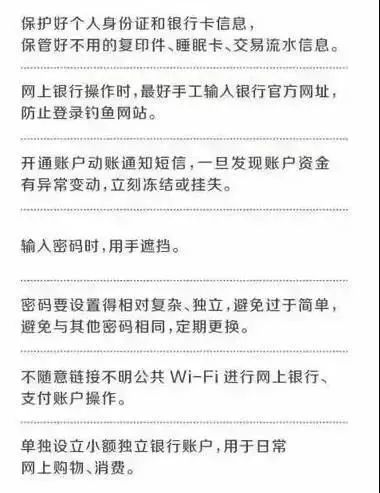 保护好个人身份证和银行卡信息，
保管好不用的复印件、睡眠卡、交易流水信息。
网上银行操作时，最好手工输入银行官方网址，
防止登录钓鱼网站。
开通账户动账通知短信，一旦发现账户资金
有异常变动，立刻冻结或挂失。
输入密码时，用手遮挡。
密码要设置得相对复杂、独立，避免过于简单，
避免与其他密码相同，定期更换。
不随意链接不明公共 Wi-Fi 进行网上银行、
支付账户操作。
单独设立小额独立银行账户，用于日常
网上购物、消费。